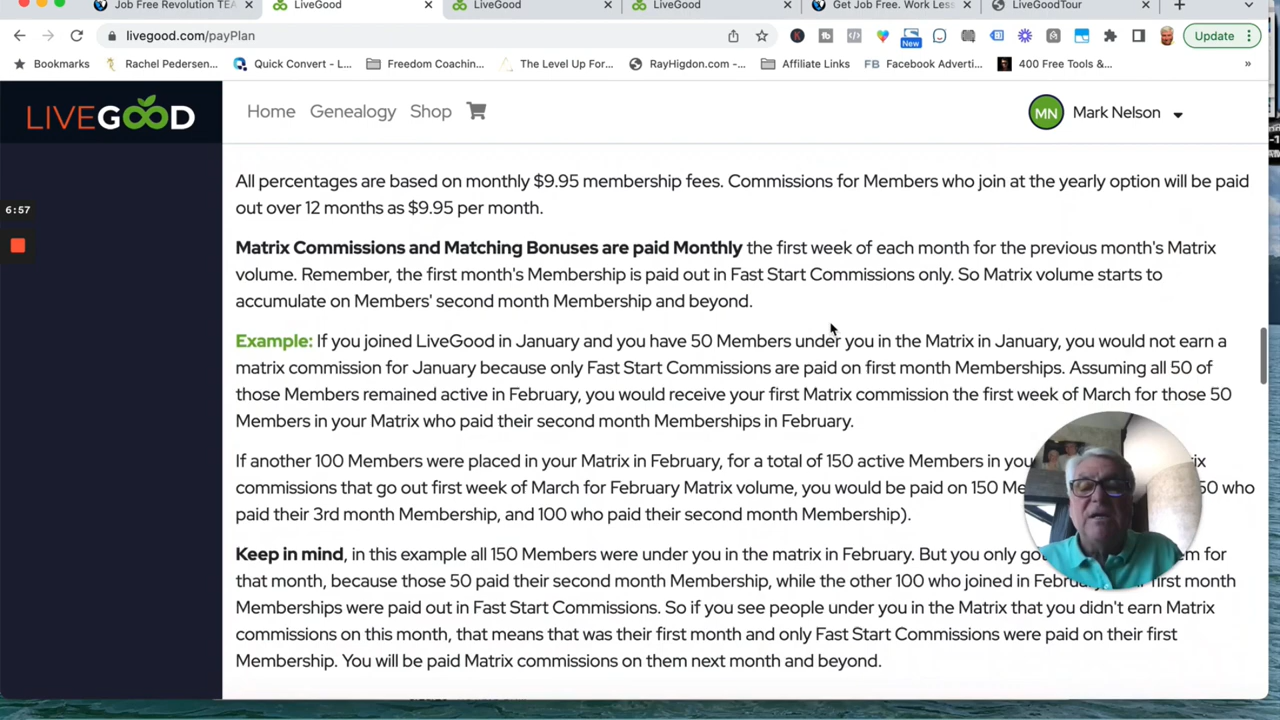 Job Free Revolution TEA
LiveGood
LiveGood
LiveGood
Get Job Free. Work Less
LiveGoodTour
livegood.com/payPlan
New
Update
Bookmarks
Rachel Pedersen...
Quick Convert - L...
Freedom Coachin...
The Level Up For...
RayHigdon.com -...
Affiliate Links
Facebook Adverti...
400 Free Tools &...
LIVEGOOD
Home
Genealogy
Shop
MN
Mark Nelson
6:57
All percentages are based on monthly $9.95 membership fees. Commissions for Members who join at the yearly option will be paid
out over 12 months as $9.95 per month.
Matrix Commissions and Matching Bonuses are paid Monthly the first week of each month for the previous month's Matrix
volume. Remember, the first month's Membership is paid out in Fast Start Commissions only. So Matrix volume starts to
accumulate on Members' second month Membership and beyond.
Example: If you joined LiveGood in January and you have 50 Members under you in the Matrix in January, you would not earn a
matrix commission for January because only Fast Start Commissions are paid on first month Memberships. Assuming all 50 of
those Members remained active in February, you would receive your first Matrix commission the first week of March for those 50
Members in your Matrix who paid their second month Memberships in February.
If another 100 Members were placed in your Matrix in February, for a total of 150 active Members in
commissions that go out first week of March for February Matrix volume, you would be paid on 150 50 who
paid their 3rd month Membership, and 100 who paid their second month Membership).
Keep in mind, in this example all 150 Members were under you in the matrix in February. But you only for
that month, because those 50 paid their second month Membership, while the other 100 who joined in month
Memberships were paid out in Fast Start Commissions. So if you see people under you in the Matrix that you didn't earn Matrix
commissions on this month, that means that was their first month and only Fast Start Commissions were paid on their first
Membership. You will be paid Matrix commissions on them next month and beyond.